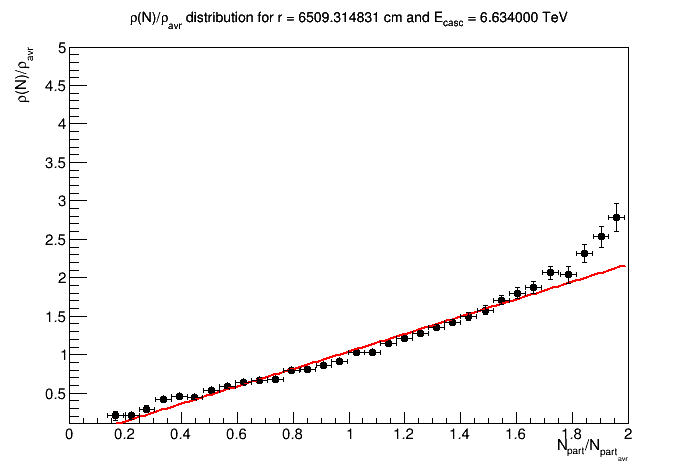 ρ(N)/ρavr distribution for r = 6509.314831 cm and Ecasc = 6.634000 TeV
ρ(N)/ρavr
5
4.5
4
3.5
3
2.5
2
1.5
1
0.5
0 0.2 0.4 0.6 0.8 1 1.2 1.4 1.6 1.8 2
Npart/Npartavr